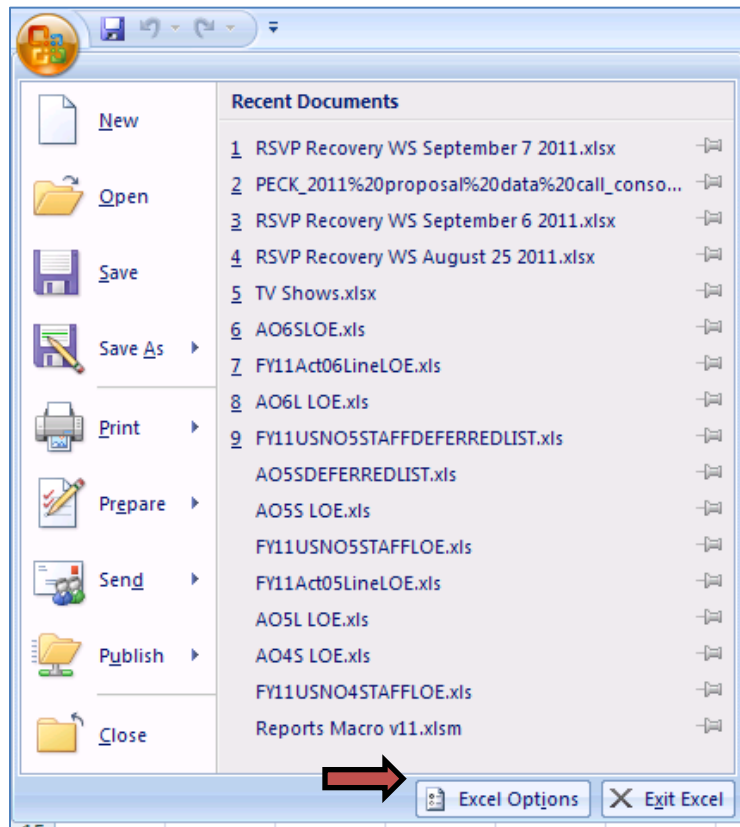 New
Open
Save
Save As
Print
Prepare
Send
Publish
Close
Recent Documents
1 RSVP Recovery WS September 7 2011.xlsx
2 PECK_2011%20proposal%20data%20call_conso...
3 RSVP Recovery WS September 6 2011.xlsx
4 RSVP Recovery WS August 25 2011.xlsx
5 TV Shows.xlsx
6 AO6SLOE.xls
7 FY11Act06LineLOE.xls
8 AO6L LOE.xls
9 FY11USNO5STAFFDEFERREDLIST.xls
AO5SDEFERREDLIST.xls
AO5S LOE.xls
FY11USNO5STAFFLOE.xls
FY11Act05LineLOE.xls
AO5L LOE.xls
AO4S LOE.xls
FY11USNO4STAFFLOE.xls
Reports Macro v11.xlsm
Excel Options
Exit Excel